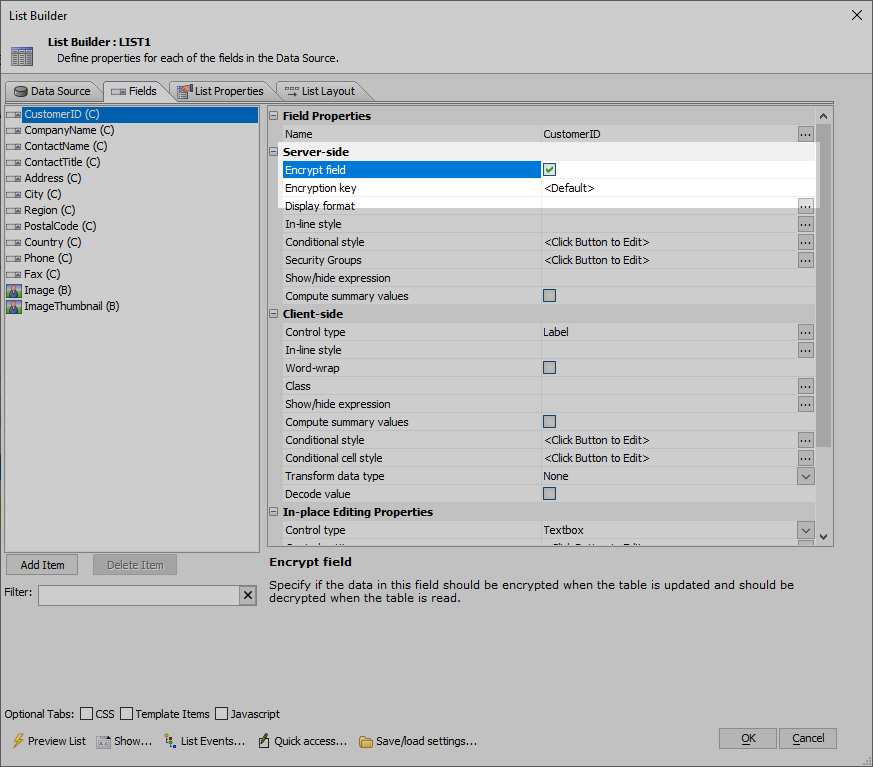 List Builder
List Builder : LIST1
Define properties for each of the fields in the Data Source.
Data Source
Fields
List Properties
List Layout
CustomerID (C)
CompanyName (C)
ContactName (C)
ContactTitle (C)
Address (C)
City (C)
Region (C)
PostalCode (C)
Country (C)
Phone (C)
Fax (C)
Image (B)
ImageThumbnail (B)
Field Properties
Name CustomerID ...
Server-side
Encrypt field
Encryption key <Default>
Display format ...
In-line style ...
Conditional style <Click Button to Edit> ...
Security Groups <Click Button to Edit> ...
Show/hide expression
Compute summary values
Client-side
Control type Label ...
In-line style ...
Word-wrap
Class ...
Show/hide expression ...
Compute summary values
Conditional style <Click Button to Edit> ...
Conditional cell style <Click Button to Edit> ...
Transform data type None
Decode value
In-place Editing Properties
Control type Textbox
Add Item
Delete Item
Filter:
Encrypt field
Specify if the data in this field should be encrypted when the table is updated and should be
decrypted when the table is read.
Optional Tabs: CSS Template Items Javascript
Preview List Show... List Events... Quick access... Save/load settings...
OK Cancel